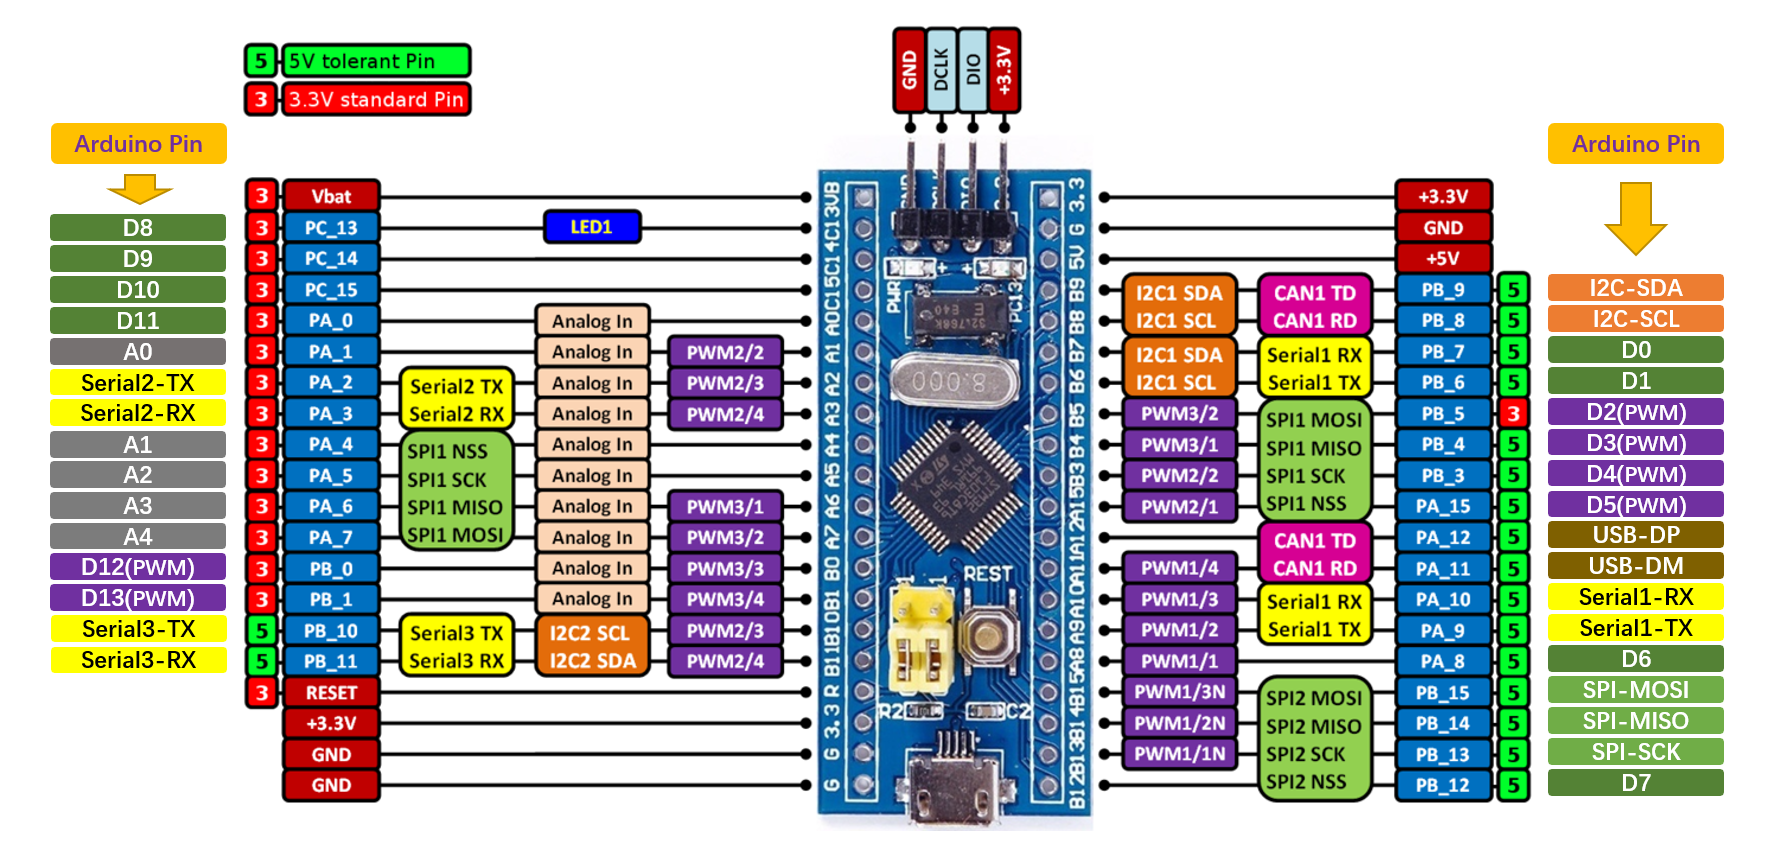 GND
DCLK
DIO
+3.3V
5 5V tolerant Pin
3 3.3V standard Pin
Arduino Pin
Arduino Pin
3 Vbat
D8 3 PC_13 LED1
D9 3 PC_14
D10 3 PC_15
D11 3 PA_0 Analog In
A0 3 PA_1 Analog In PWM2/2
Serial2-TX 3 PA_2 Serial2 TX Analog In PWM2/3
Serial2-RX 3 PA_3 Serial2 RX Analog In PWM2/4
A1 3 PA_4 SPI1 NSS Analog In
A2 3 PA_5 SPI1 SCK Analog In
A3 3 PA_6 SPI1 MISO Analog In PWM3/1
A4 3 PA_7 SPI1 MOSI Analog In PWM3/2
D12(PWM) 3 PB_0 Analog In PWM3/3
D13(PWM) 3 PB_1 Analog In PWM3/4
Serial3-TX 5 PB_10 Serial3 TX I2C2 SCL PWM2/3
Serial3-RX 5 PB_11 Serial3 RX I2C2 SDA PWM2/4
3 RESET
+3.3V
GND
GND
VB
C13
C14
C15
A0
A1
A2
A3
A4
A5
A6
A7
B0
B1
B10
B11
R
3.3
G
G
PWR
PC13
32.768K
E40
8.000
REST
R2
C2
3.3
G
5V
B9
B8
B7
B6
B5
B4
B3
A15
A12
A11
A10
A9
A8
B15
B14
B13
B12
+3.3V
GND
+5V
I2C1 SDA CAN1 TD PB_9 5 I2C-SDA
I2C1 SCL CAN1 RD PB_8 5 I2C-SCL
I2C1 SDA Serial1 RX PB_7 5 D0
I2C1 SCL Serial1 TX PB_6 5 D1
PWM3/2 SPI1 MOSI PB_5 3 D2(PWM)
PWM3/1 SPI1 MISO PB_4 5 D3(PWM)
PWM2/2 SPI1 SCK PB_3 5 D4(PWM)
PWM2/1 SPI1 NSS PA_15 5 D5(PWM)
CAN1 TD PA_12 5 USB-DP
PWM1/4 CAN1 RD PA_11 5 USB-DM
PWM1/3 Serial1 RX PA_10 5 Serial1-RX
PWM1/2 Serial1 TX PA_9 5 Serial1-TX
PWM1/1 PA_8 5 D6
PWM1/3N SPI2 MOSI PB_15 5 SPI-MOSI
PWM1/2N SPI2 MISO PB_14 5 SPI-MISO
PWM1/1N SPI2 SCK PB_13 5 SPI-SCK
SPI2 NSS PB_12 5 D7